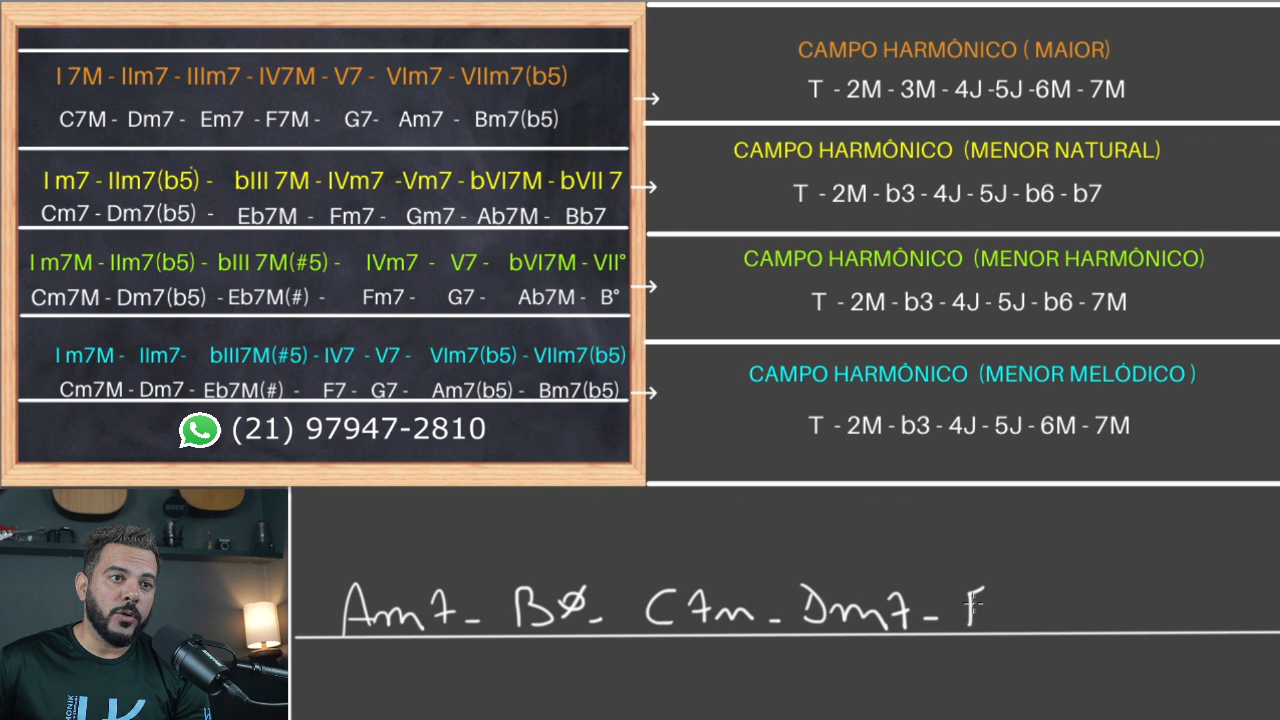 I 7M - IIm7 - IIIm7 - IV7M - V7 - VIm7 - VIIm7(b5)
C7M - Dm7 - Em7 - F7M - G7- Am7 - Bm7(b5)
I m7 - IIm7(b5) - bIII 7M - IVm7 -Vm7 - bVI7M - bVII 7
Cm7 - Dm7(b5) - Eb7M - Fm7 - Gm7 - Ab7M - Bb7
I m7M - IIm7(b5) - bIII 7M(#5) - IVm7 - V7 - bVI7M - VII°
Cm7M - Dm7(b5) - Eb7M(#) - Fm7 - G7 - Ab7M - B°
I m7M - IIm7- bIII7M(#5) - IV7 - V7 - VIm7(b5) - VIIm7(b5)
Cm7M - Dm7 - Eb7M(#) - F7 - G7 - Am7(b5) - Bm7(b5)
(21) 97947-2810
CAMPO HARMÔNICO ( MAIOR)
T - 2M - 3M - 4J -5J -6M - 7M
CAMPO HARMÔNICO (MENOR NATURAL)
T - 2M - b3 - 4J - 5J - b6 - b7
CAMPO HARMÔNICO (MENOR HARMÔNICO)
T - 2M - b3 - 4J - 5J - b6 - 7M
CAMPO HARMÔNICO (MENOR MELÓDICO )
T - 2M - b3 - 4J - 5J - 6M - 7M
Am7 - Bø - C7M - Dm7 - F